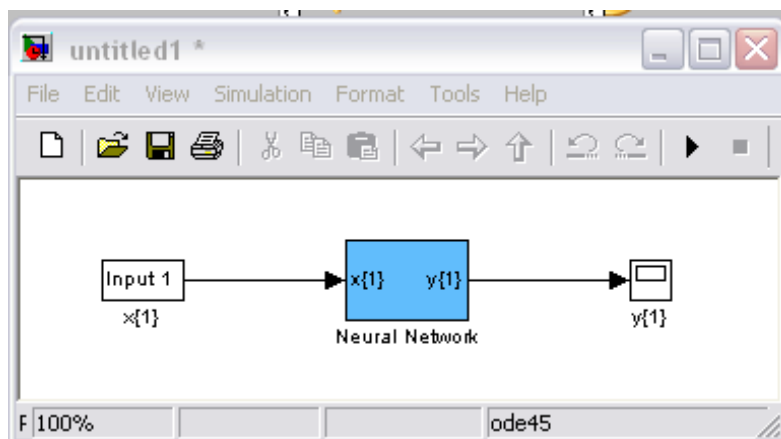 untitled1 *
File Edit View Simulation Format Tools Help
Input 1 x{1} y{1}
x{1} y{1}
Neural Network
F 100% ode45